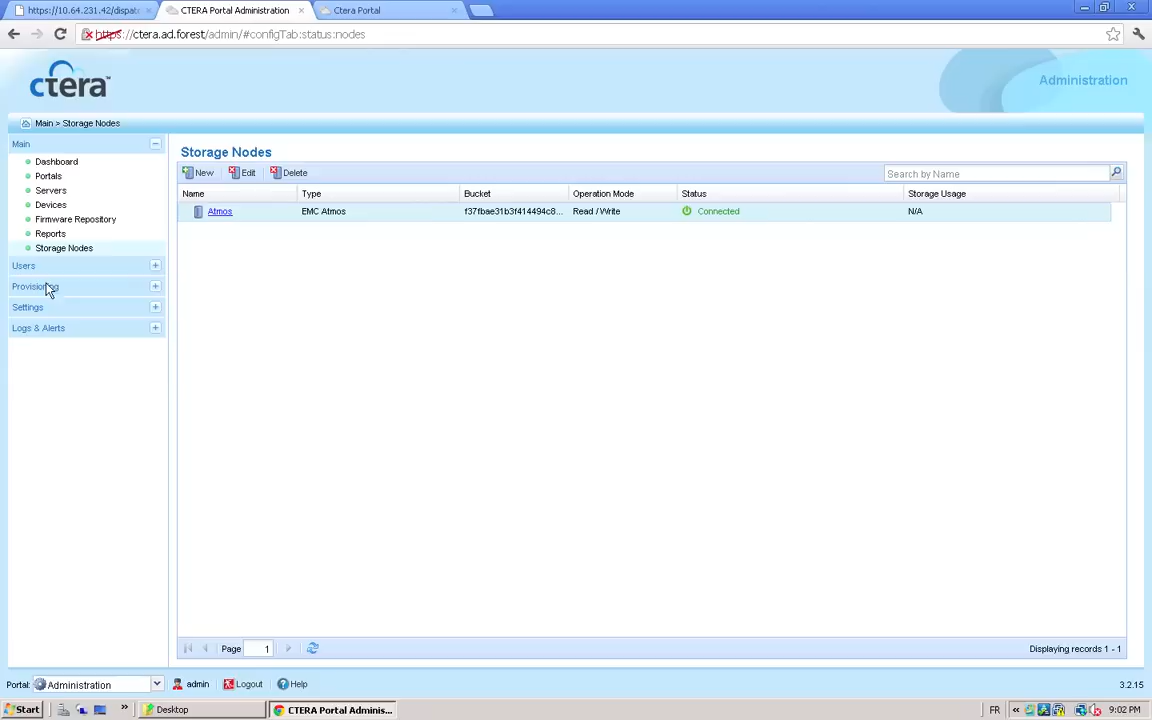 https://10.64.231.42/dispat
CTERA Portal Administration
Ctera Portal
https://ctera.ad.forest/admin/#configTab:status:nodes
ctera™
Administration
Main > Storage Nodes
Main
Dashboard
Portals
Servers
Devices
Firmware Repository
Reports
Storage Nodes
Users
Provisioning
Settings
Logs & Alerts
Storage Nodes
New Edit Delete Search by Name
Name Type Bucket Operation Mode Status Storage Usage
Atmos EMC Atmos f37fbae31b3f414494c8... Read / Write Connected N/A
Page 1 Displaying records 1 - 1
Portal: Administration admin Logout Help 3.2.15
Start » Desktop CTERA Portal Adminis... FR « 9:02 PM